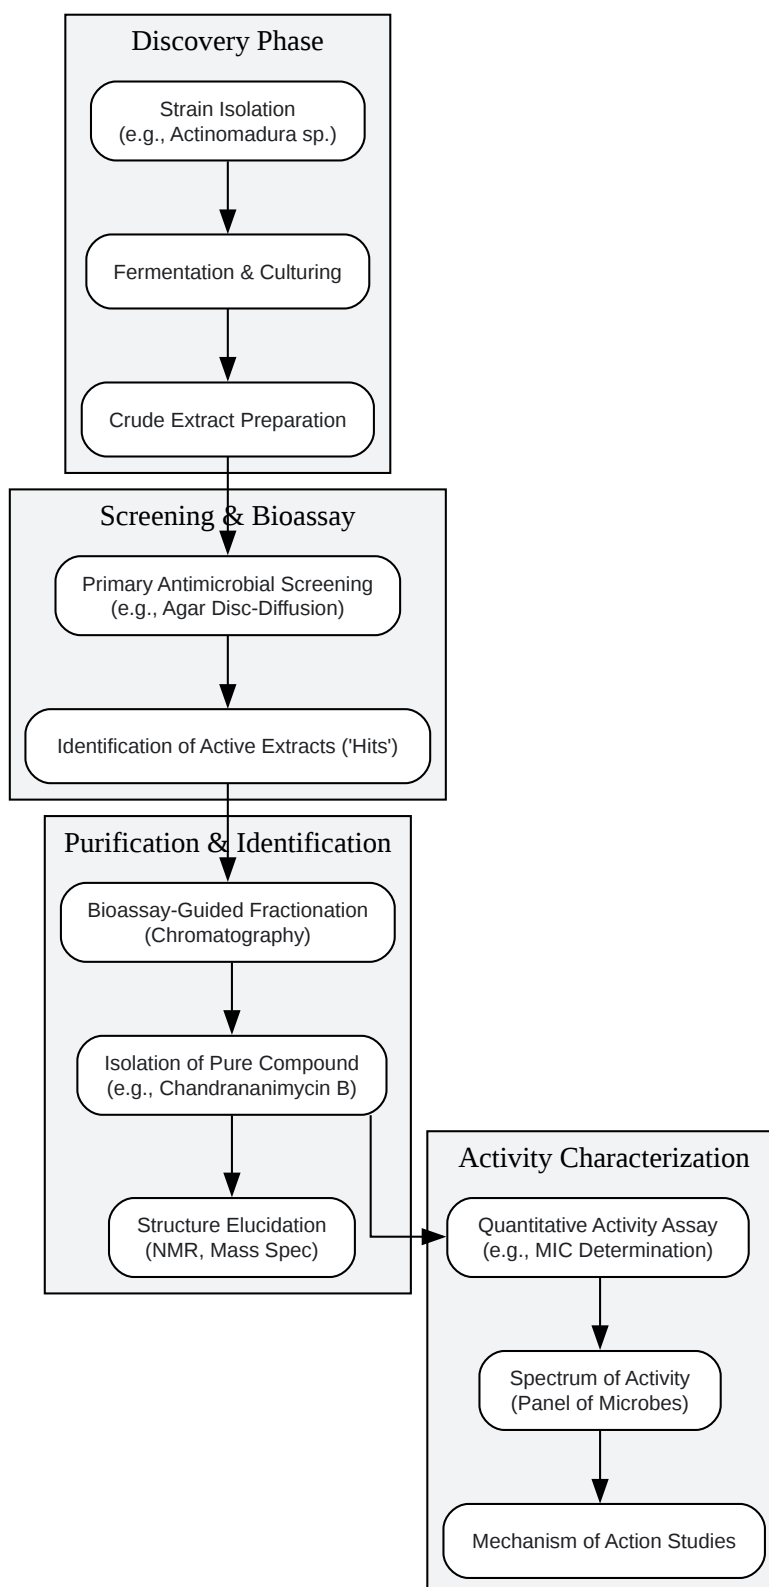 Discovery Phase
Strain Isolation
(e.g., Actinomadura sp.)
Fermentation & Culturing
Crude Extract Preparation
Screening & Bioassay
Primary Antimicrobial Screening
(e.g., Agar Disc-Diffusion)
Identification of Active Extracts ('Hits')
Purification & Identification
Bioassay-Guided Fractionation
(Chromatography)
Isolation of Pure Compound
(e.g., Chandrananimycin B)
Structure Elucidation
(NMR, Mass Spec)
Activity Characterization
Quantitative Activity Assay
(e.g., MIC Determination)
Spectrum of Activity
(Panel of Microbes)
Mechanism of Action Studies